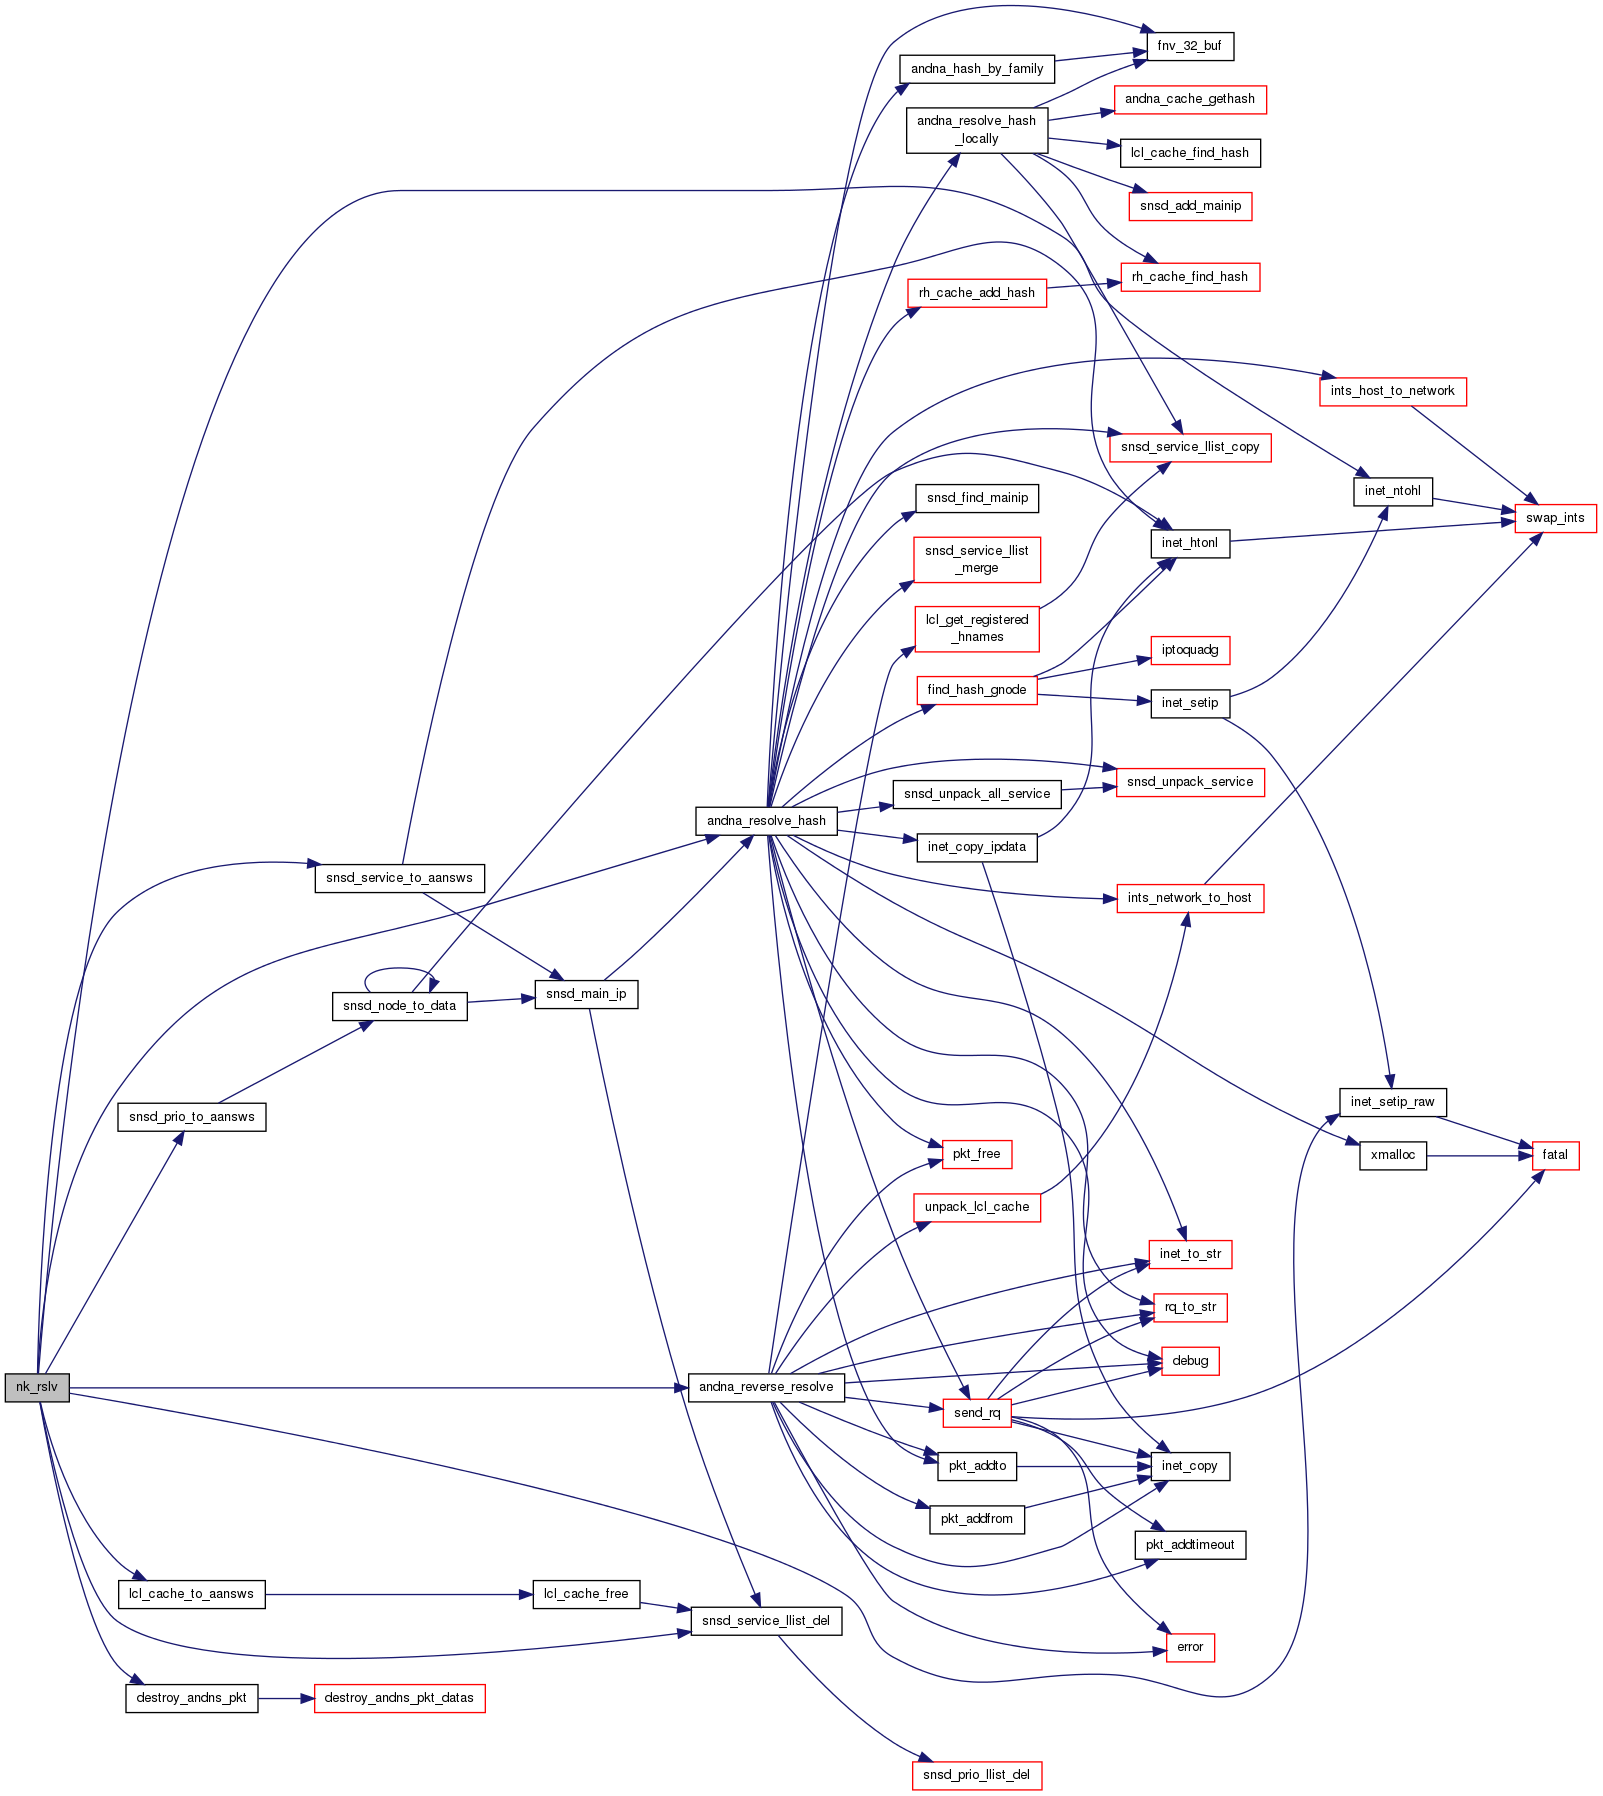 fnv_32_buf
andna_hash_by_family
andna_cache_gethash
andna_resolve_hash
_locally
lcl_cache_find_hash
snsd_add_mainip
rh_cache_find_hash
rh_cache_add_hash
ints_host_to_network
snsd_service_llist_copy
inet_ntohl
snsd_find_mainip
swap_ints
inet_htonl
snsd_service_llist
_merge
lcl_get_registered
_hnames
iptoquadg
find_hash_gnode
inet_setip
snsd_unpack_service
snsd_unpack_all_service
andna_resolve_hash
inet_copy_ipdata
snsd_service_to_aansws
ints_network_to_host
snsd_main_ip
snsd_node_to_data
inet_setip_raw
snsd_prio_to_aansws
pkt_free
xmalloc
fatal
unpack_lcl_cache
inet_to_str
rq_to_str
debug
nk_rslv
andna_reverse_resolve
send_rq
pkt_addto
inet_copy
pkt_addfrom
pkt_addtimeout
lcl_cache_to_aansws
lcl_cache_free
snsd_service_llist_del
error
destroy_andns_pkt
destroy_andns_pkt_datas
snsd_prio_llist_del